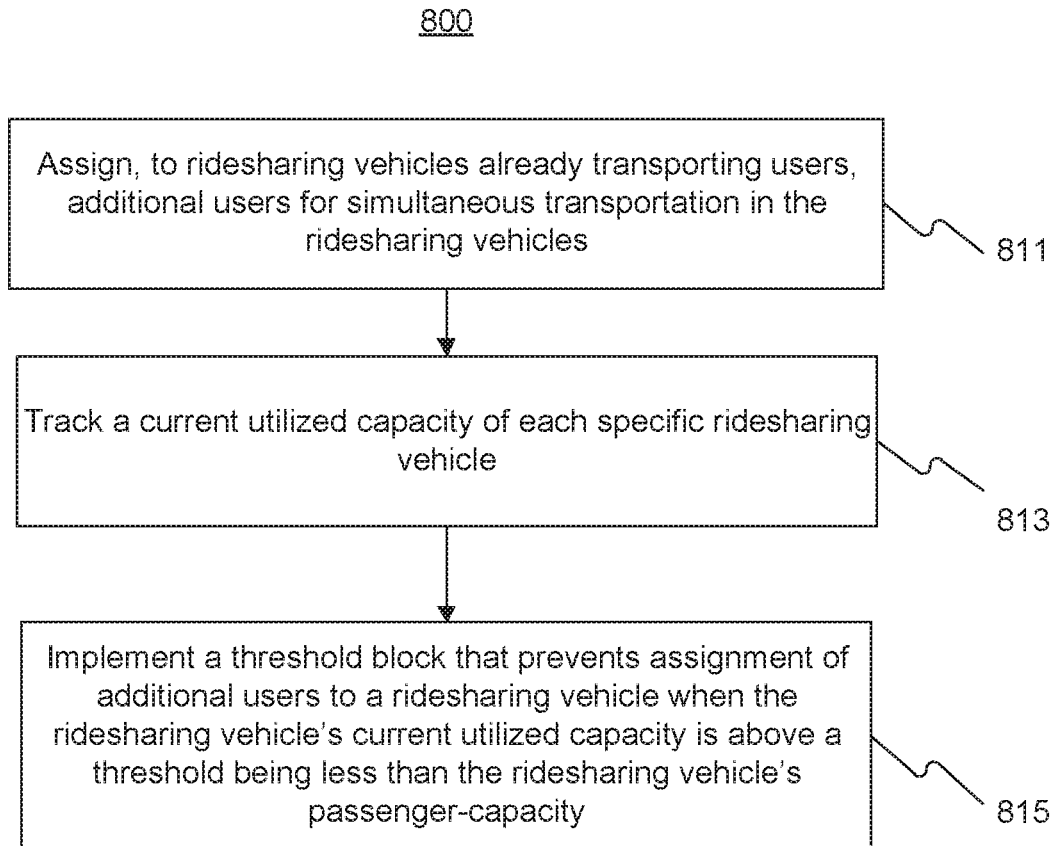 800
Assign, to ridesharing vehicles already transporting users,
additional users for simultaneous transportation in the
ridesharing vehicles
811
Track a current utilized capacity of each specific ridesharing
vehicle
813
Implement a threshold block that prevents assignment of
additional users to a ridesharing vehicle when the
ridesharing vehicle's current utilized capacity is above a
threshold being less than the ridesharing vehicle's
passenger-capacity
815